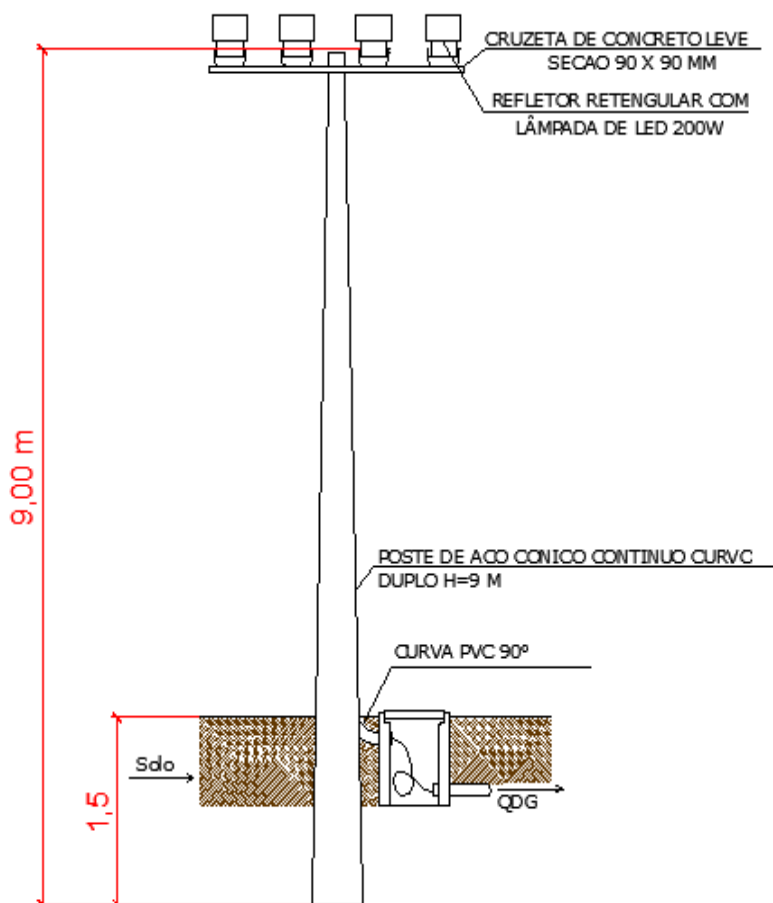 CRUZETA DE CONCRETO LEVE
SECAO 90 X 90 MM
REFLETOR RETENGULAR COM
LÂMPADA DE LED 200W
9,00 m
POSTE DE ACO CONICO CONTINUO CURVO
DUPLO H=9 M
CURVA PVC 90º
Solo
1,5
QDG